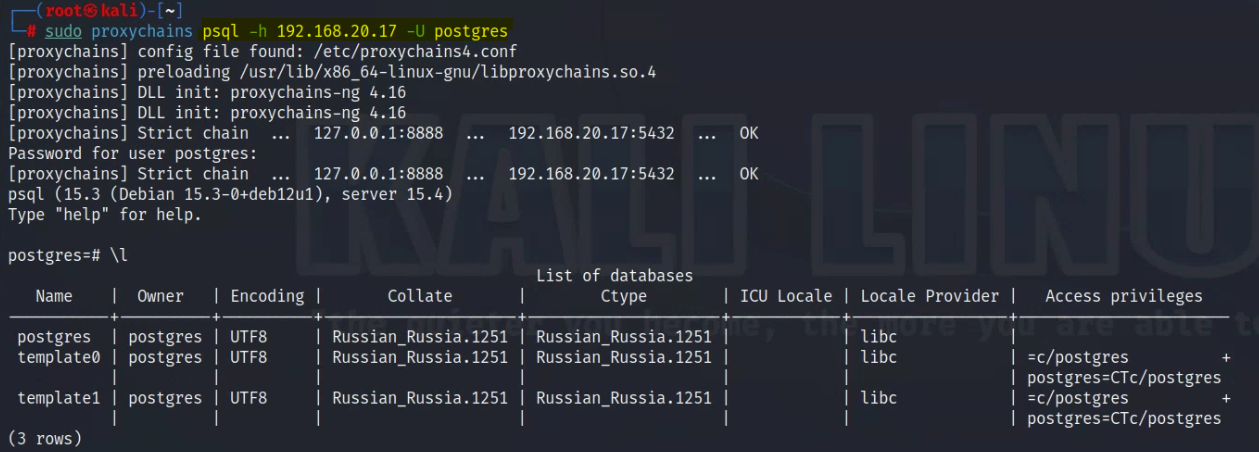 ┌──(root㉿kali)-[~]
└─# sudo proxychains psql -h 192.168.20.17 -U postgres
[proxychains] config file found: /etc/proxychains4.conf
[proxychains] preloading /usr/lib/x86_64-linux-gnu/libproxychains.so.4
[proxychains] DLL init: proxychains-ng 4.16
[proxychains] DLL init: proxychains-ng 4.16
[proxychains] Strict chain  ...  127.0.0.1:8888  ...  192.168.20.17:5432  ...  OK
Password for user postgres:
[proxychains] Strict chain  ...  127.0.0.1:8888  ...  192.168.20.17:5432  ...  OK
psql (15.3 (Debian 15.3-0+deb12u1), server 15.4)
Type "help" for help.
postgres=# \l
List of databases
Name | Owner | Encoding | Collate | Ctype | ICU Locale | Locale Provider | Access privileges
postgres | postgres | UTF8 | Russian_Russia.1251 | Russian_Russia.1251 | | libc |
template0 | postgres | UTF8 | Russian_Russia.1251 | Russian_Russia.1251 | | libc | =c/postgres +
| | | | | | | postgres=CTc/postgres
template1 | postgres | UTF8 | Russian_Russia.1251 | Russian_Russia.1251 | | libc | =c/postgres +
| | | | | | | postgres=CTc/postgres
(3 rows)
KALI LINU
the quieter you become, the more you are able to